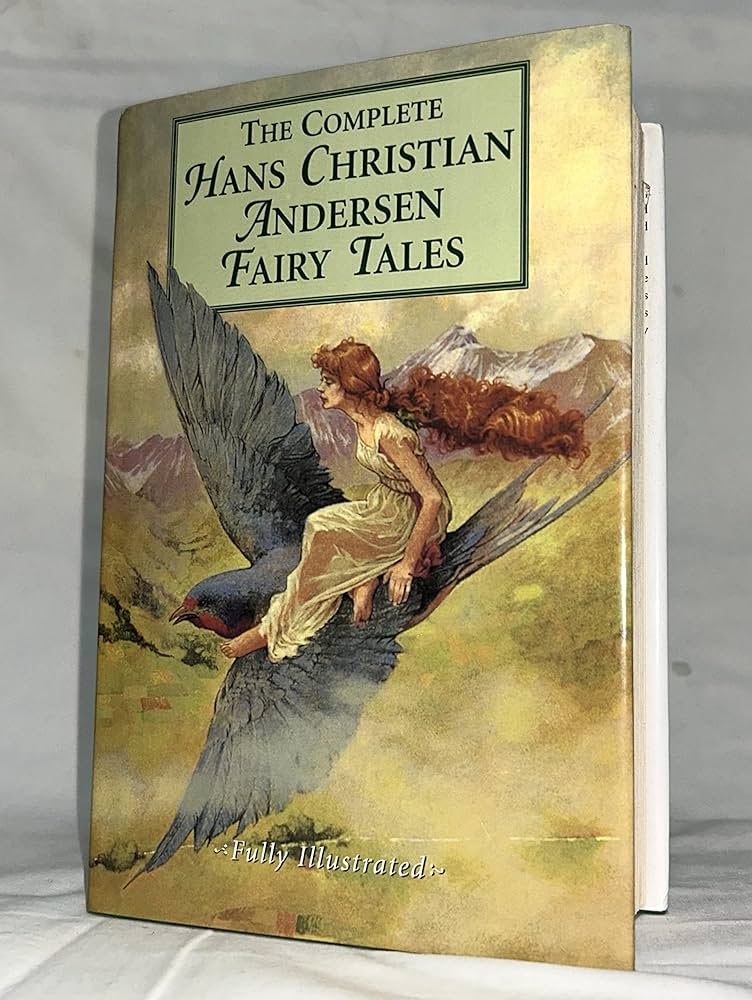 The Complete
Hans Christian
Andersen
Fairy Tales
Fully Illustrated